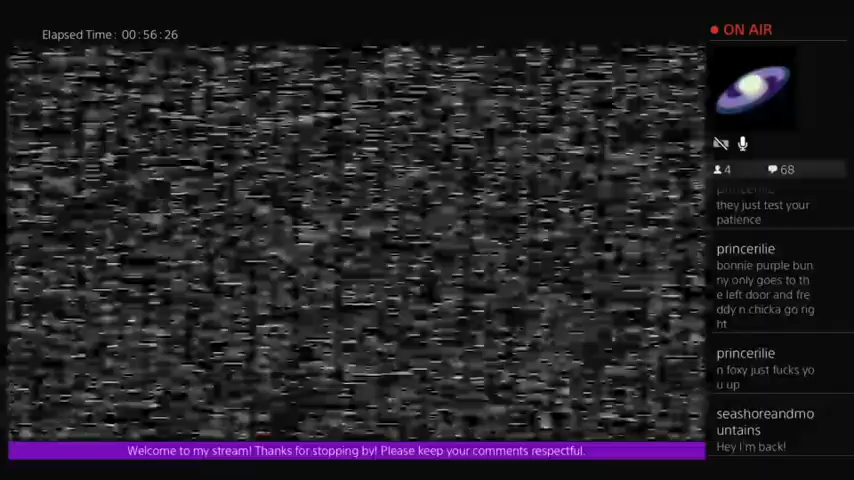 Elapsed Time: 00:56:26
ON AIR
4
68
they just test your
patience
princerilie
bonnie purple bun
ny only goes to th
e left door and fre
ddy n chicka go rig
ht
princerilie
n foxy just fucks yo
u up
seashoreandmo
untains
Hey I'm back!
Welcome to my stream! Thanks for stopping by! Please keep your comments respectful.